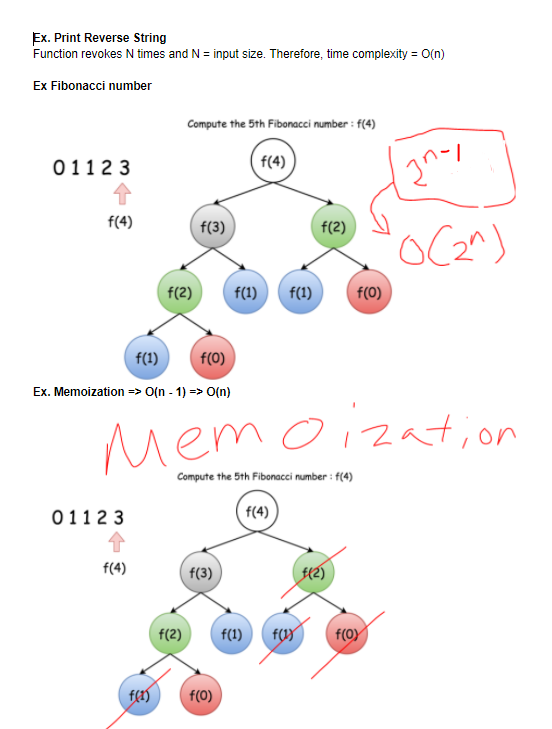 Ex. Print Reverse String
Function revokes N times and N = input size. Therefore, time complexity = O(n)
Ex Fibonacci number
Compute the 5th Fibonacci number : f(4)
0 1 1 2 3
f(4)
f(4)
2^n-1
f(3)
f(2)
O(2^n)
f(2)
f(1)
f(1)
f(0)
f(1)
f(0)
Ex. Memoization => O(n - 1) => O(n)
Memoization
Compute the 5th Fibonacci number : f(4)
0 1 1 2 3
f(4)
f(4)
f(3)
f(2)
f(2)
f(1)
f(1)
f(0)
f(1)
f(0)